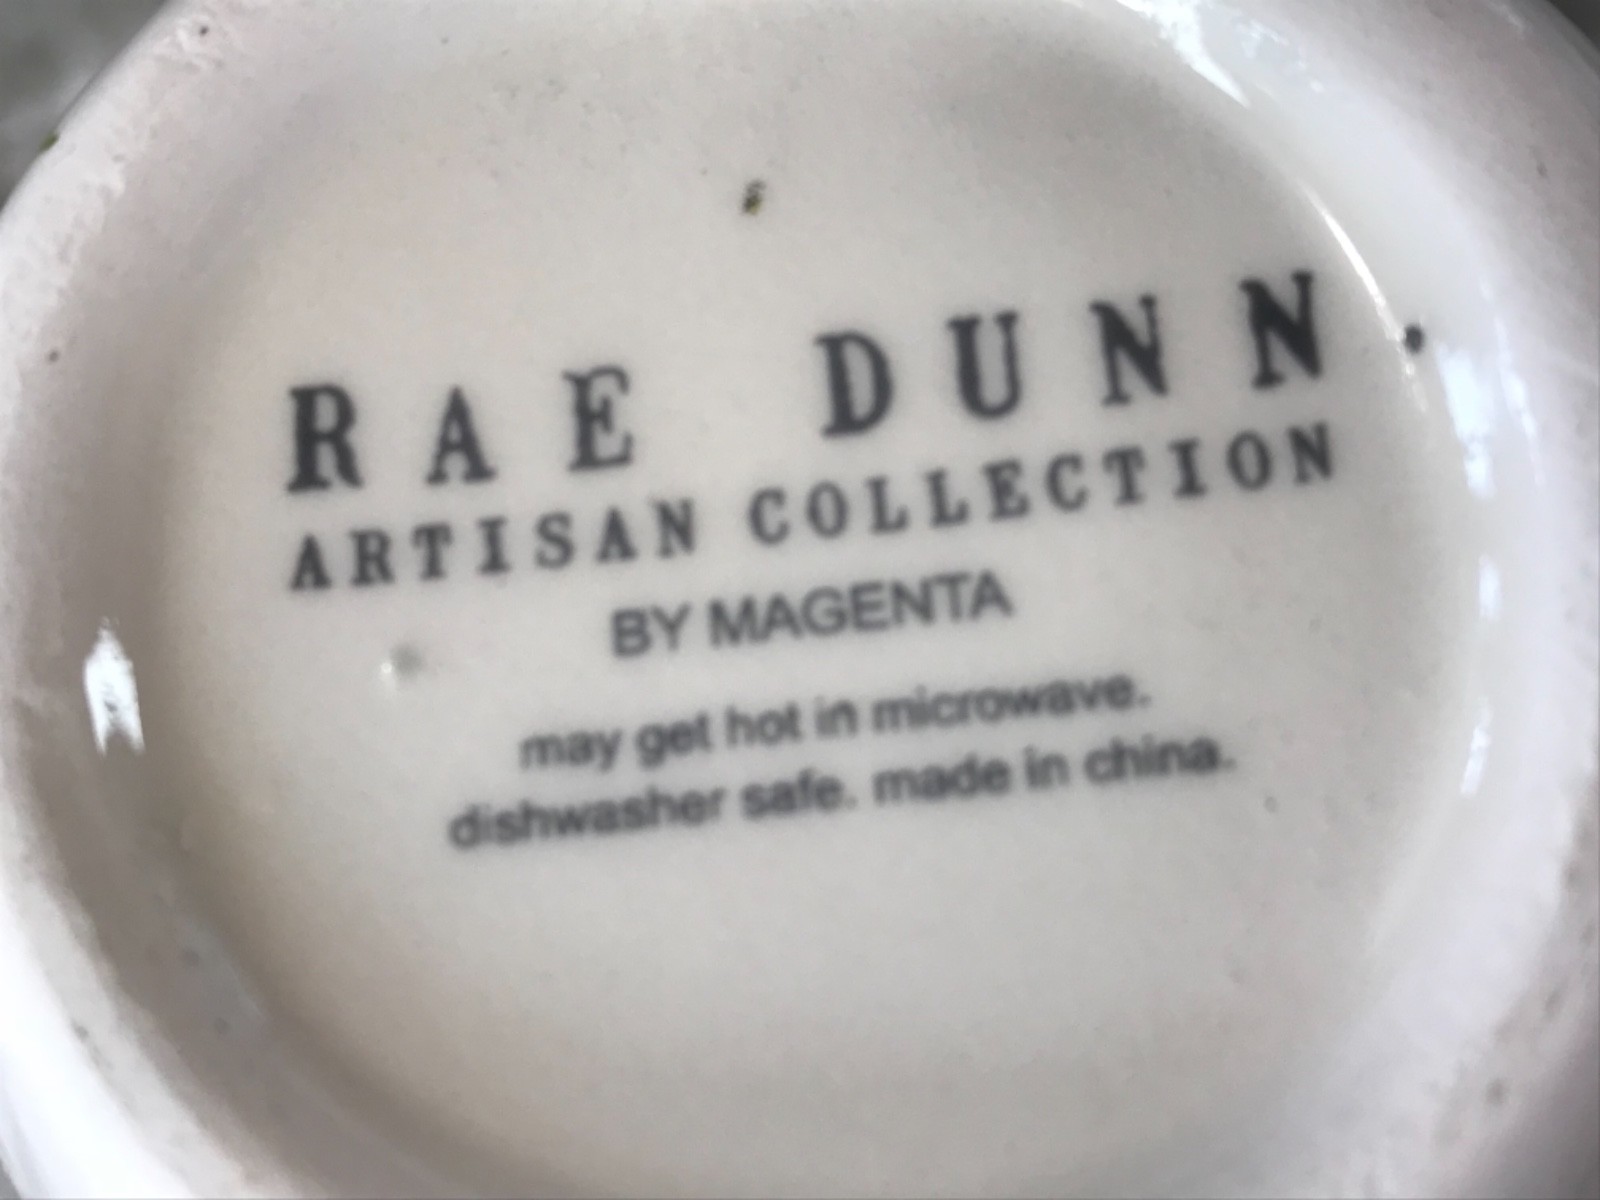 RAE DUNN
ARTISAN COLLECTION
BY MAGENTA
may get hot in microwave.
dishwasher safe. made in china.